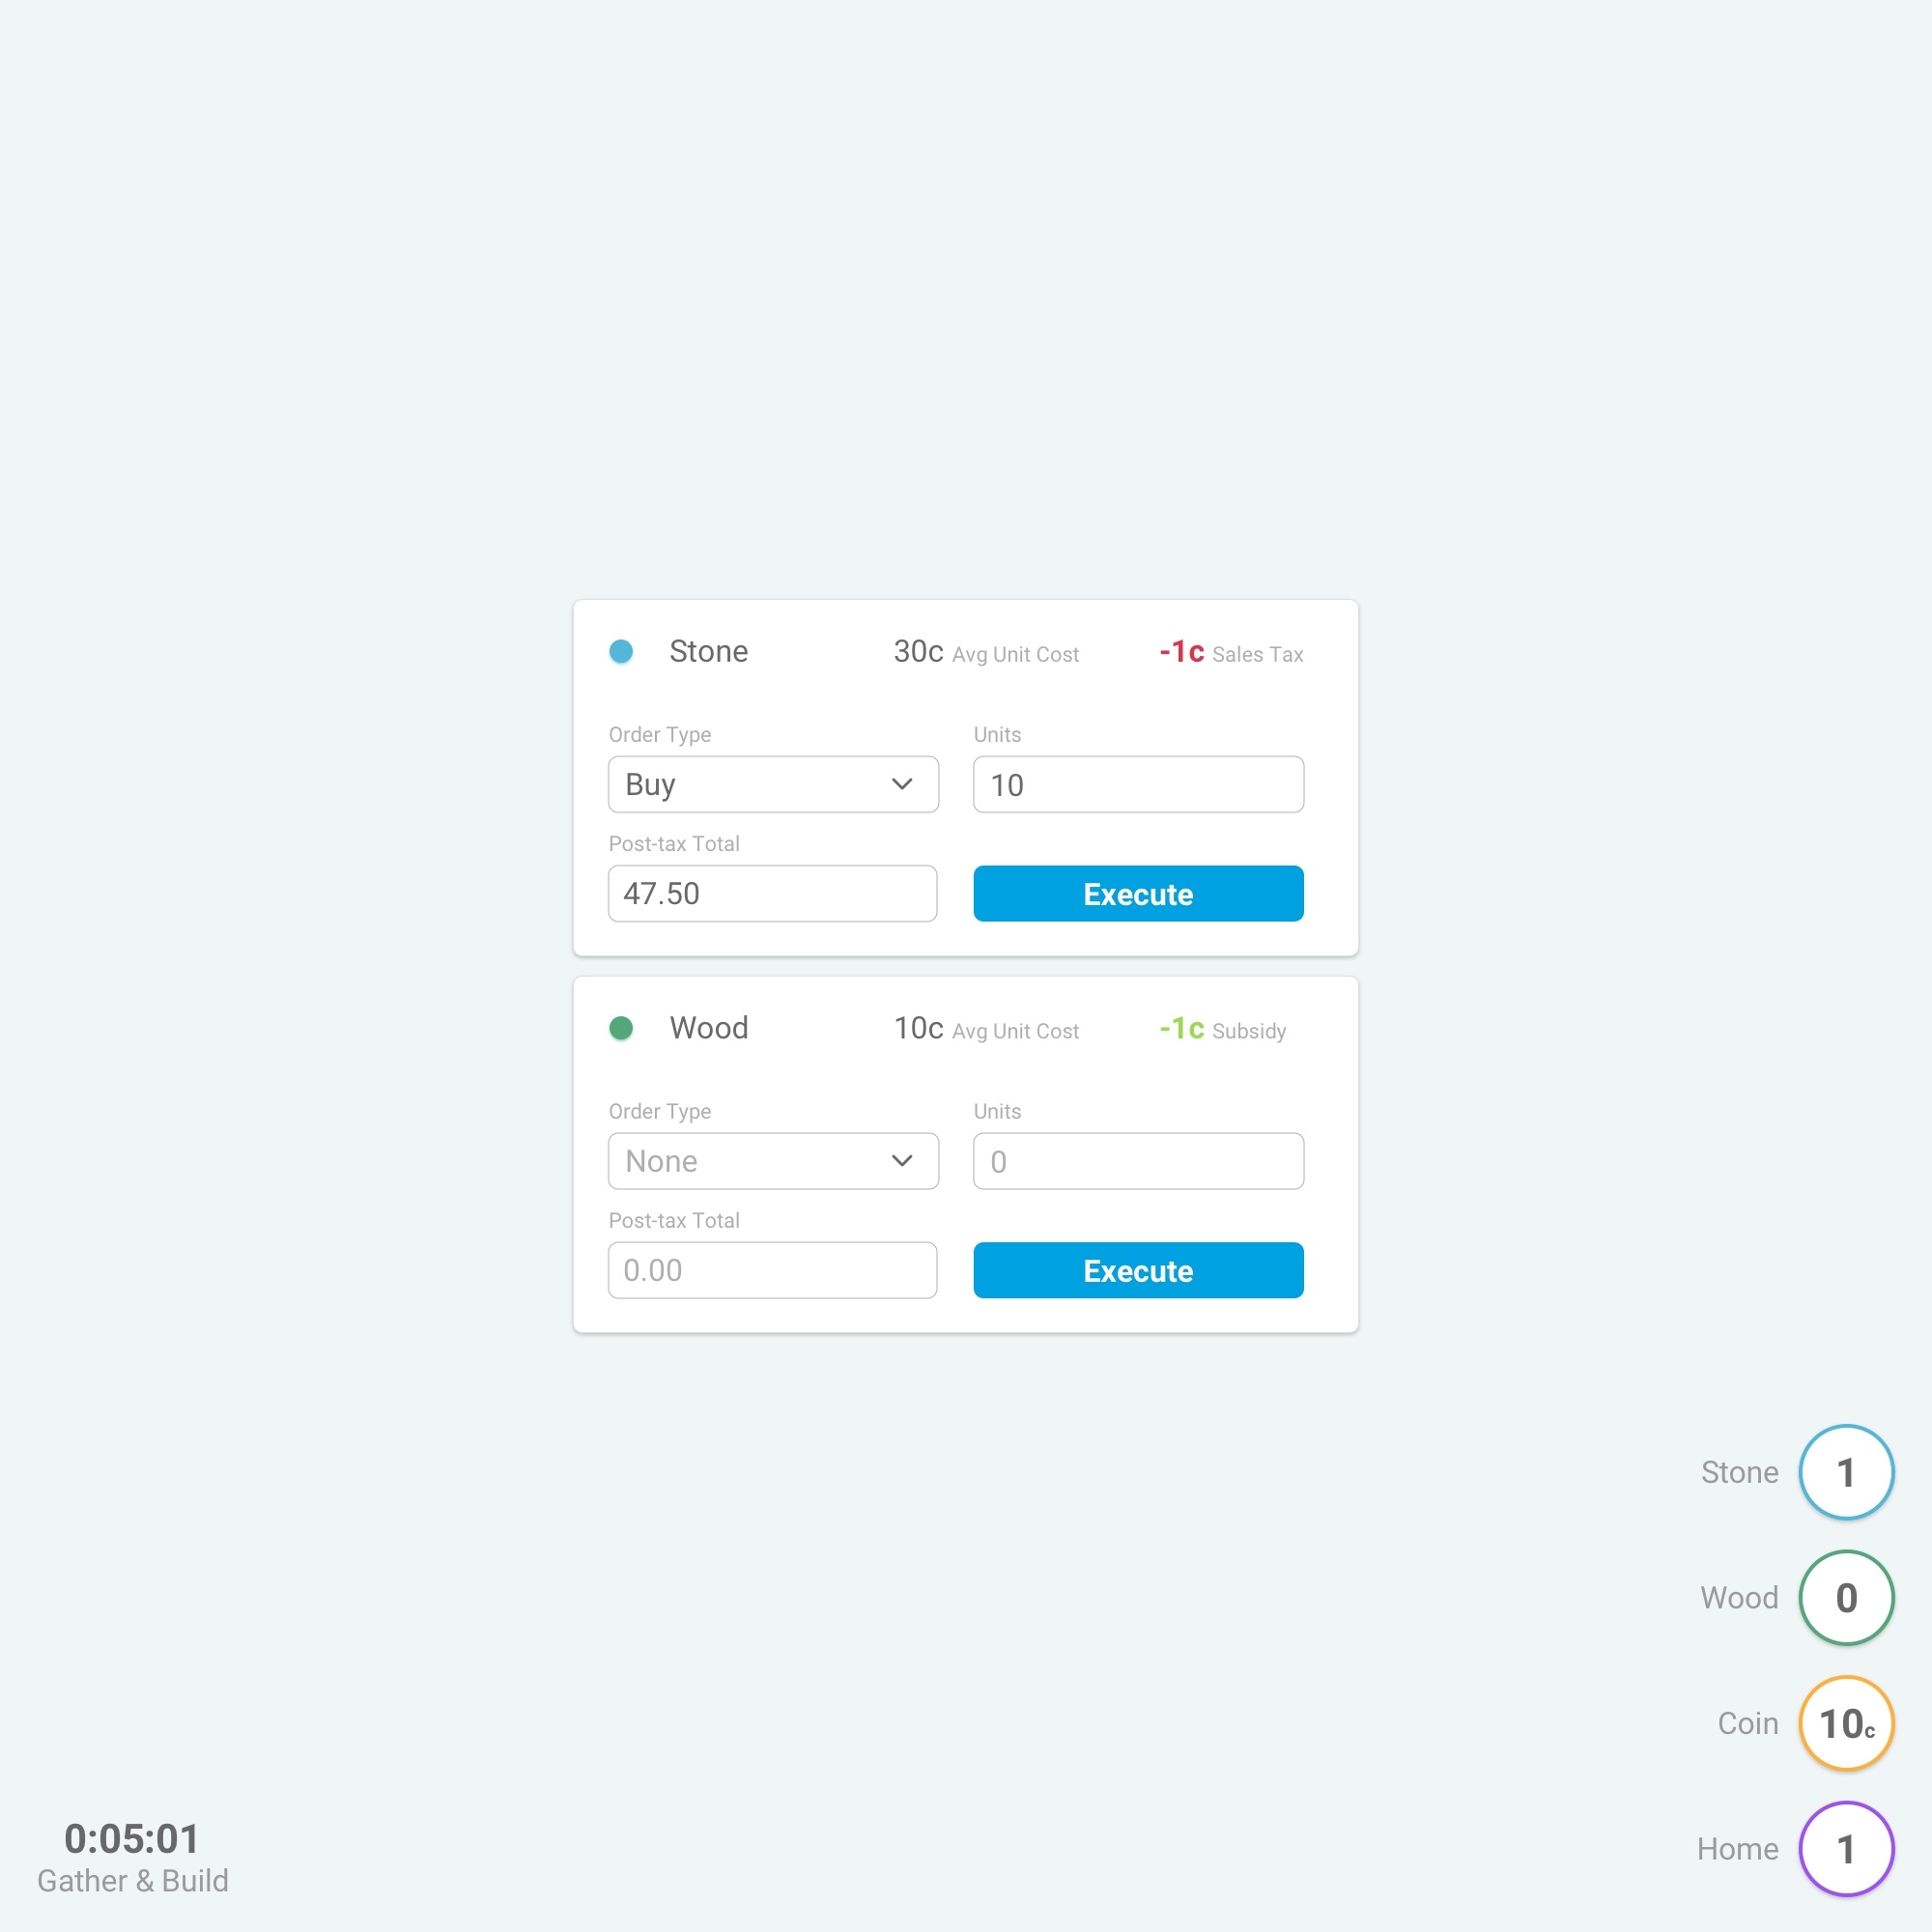 Stone 30c Avg Unit Cost -1c Sales Tax
Order Type Units
Buy 10
Post-tax Total
47.50 Execute
Wood 10c Avg Unit Cost -1c Subsidy
Order Type Units
None 0
Post-tax Total
0.00 Execute
Stone 1
Wood 0
Coin 10c
Home 1
0:05:01
Gather & Build